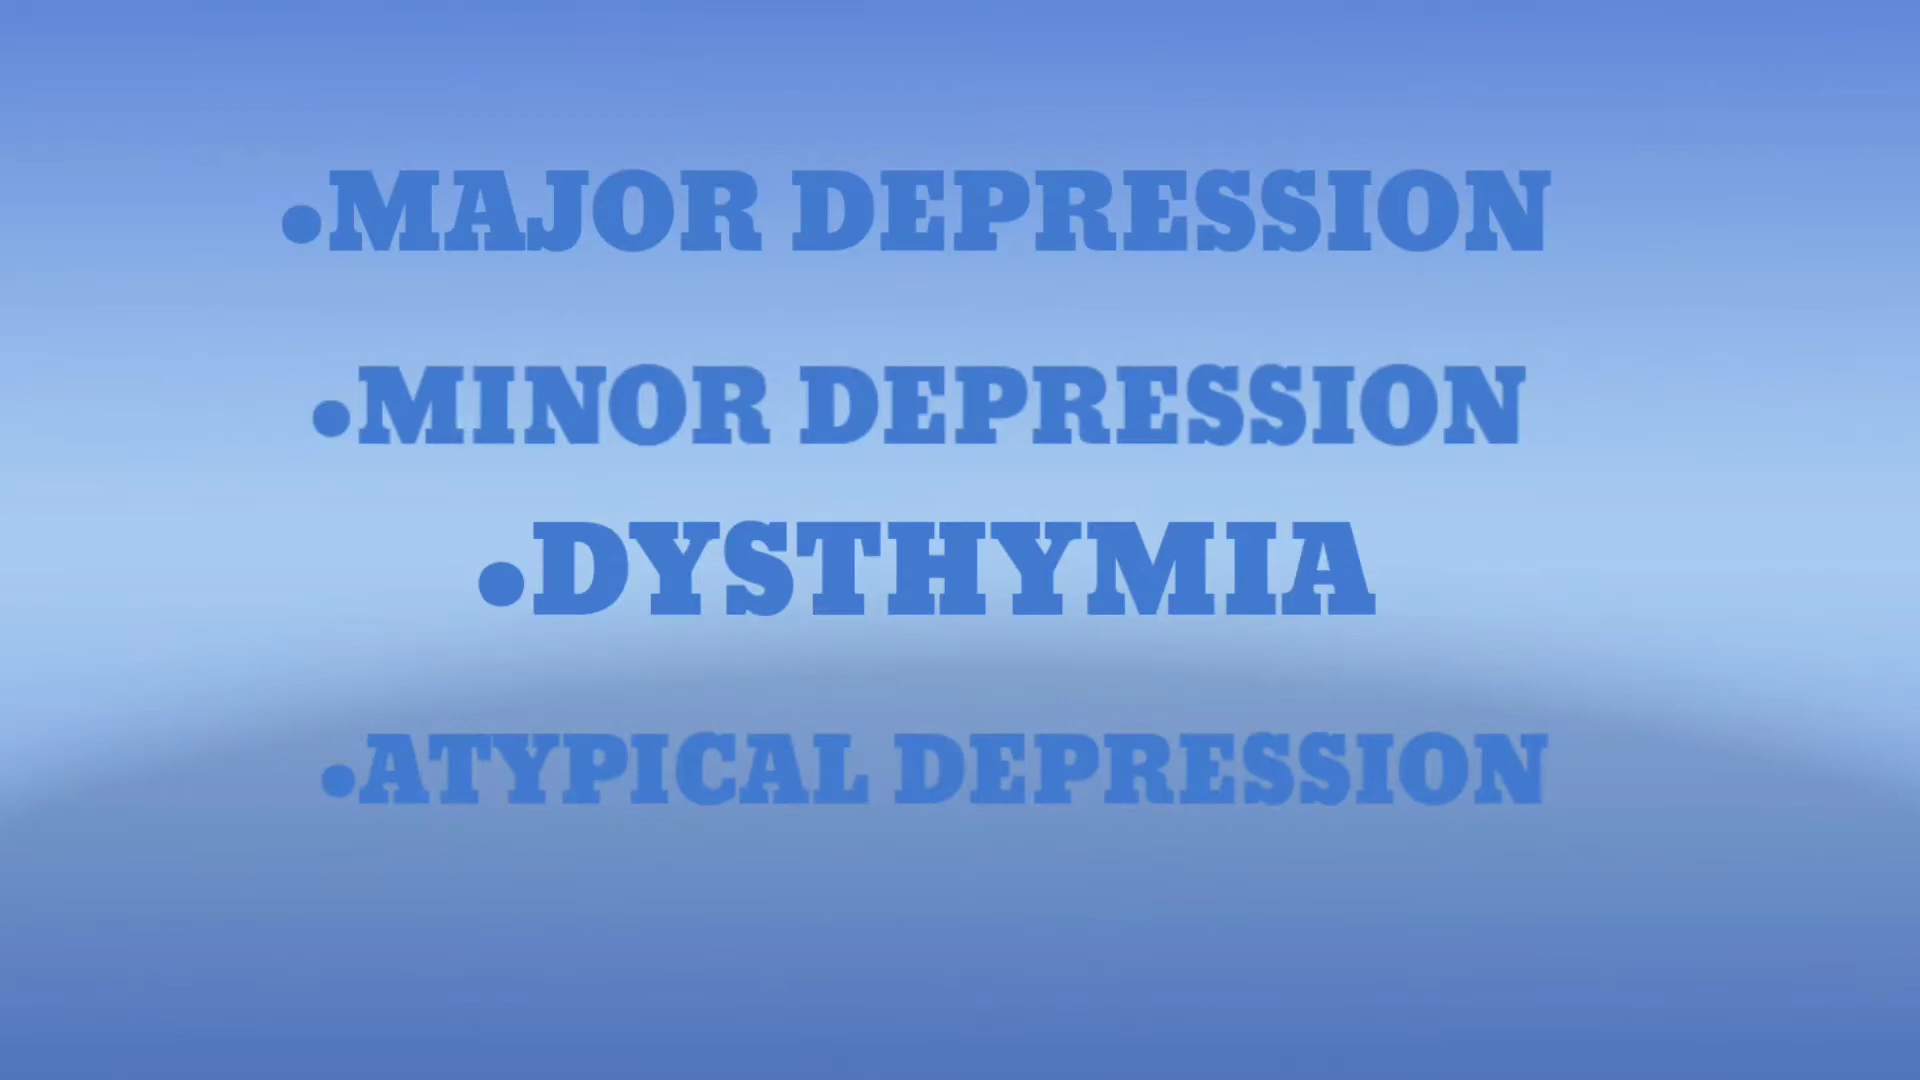 •MAJOR DEPRESSION
•MINOR DEPRESSION
•DYSTHYMIA
•ATYPICAL DEPRESSION